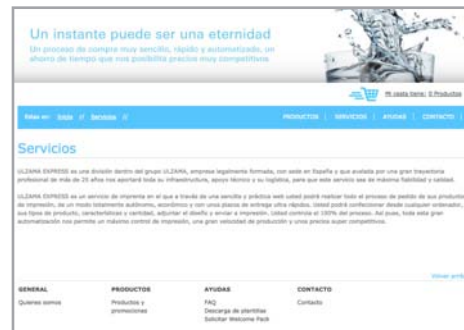 Un instante puede ser una eternidad
Un proceso de compra muy sencillo, rápido y automatizado, un
ahorro de tiempo que nos posibilita precios muy competitivos
Mi cesta tiene: 0 Productos
Estas en: Inicio // Servicios //
PRODUCTOS | SERVICIOS | AYUDAS | CONTACTO |
Servicios
ULZAMA EXPRESS es una división dentro del grupo ULZAMA, empresa legalmente formada, con sede en España y que avalada por una gran trayectoria
profesional de más de 25 años nos aportará toda su infraestructura, apoyo técnico y su logística, para que este servicio sea de máxima fiabilidad y calidad.
ULZAMA EXPRESS es un servicio de imprenta en el que a través de una sencilla y práctica web usted podrá realizar todo el proceso de pedido de sus productos
de impresión, de un modo totalmente autónomo, económico y con unos plazos de entrega ultra rápidos. Usted podrá confeccionar desde cualquier ordenador,
sus tipos de producto, características y cantidad, adjuntar el diseño y enviar a impresión. Usted controla el 100% del proceso. Así pues, toda esta gran
automatización nos permite un máximo control de impresión, una gran velocidad de producción y unos precios super competitivos.
Volver arriba
GENERAL PRODUCTOS AYUDAS CONTACTO
Quienes somos Productos y FAQ Contacto
promociones Descarga de plantillas
Solicitar Welcome Pack